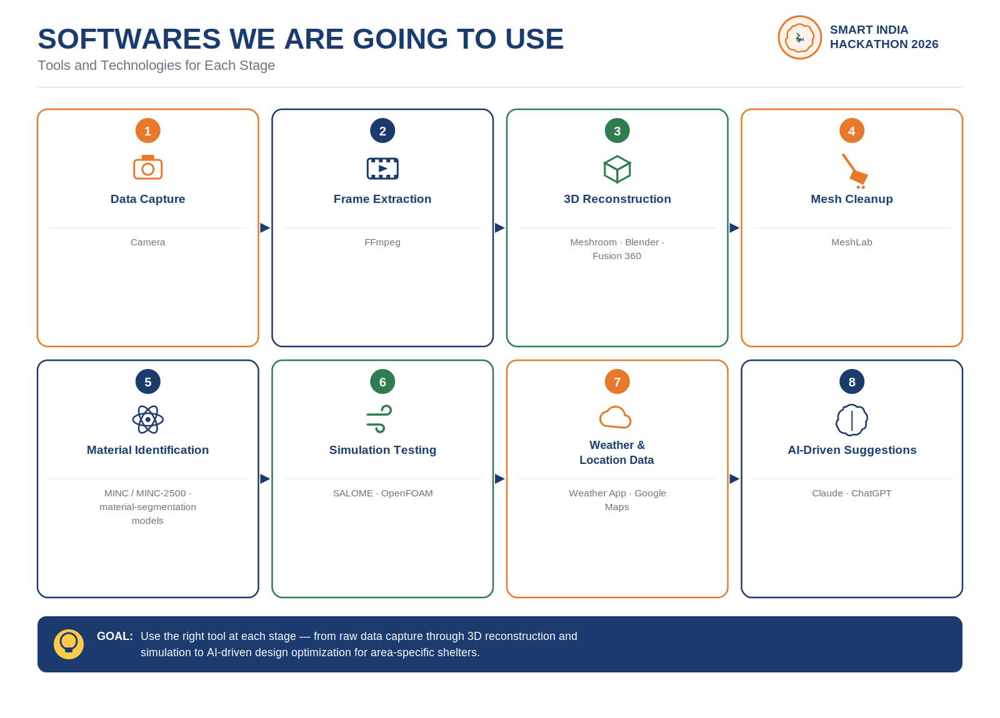 SOFTWARES WE ARE GOING TO USE
Tools and Technologies for Each Stage
SIH
SMART INDIA
HACKATHON 2026
1
Data Capture
Camera
2
Frame Extraction
FFmpeg
3
3D Reconstruction
Meshroom · Blender ·
Fusion 360
4
Mesh Cleanup
MeshLab
5
Material Identification
MINC / MINC-2500 ·
material-segmentation
models
6
Simulation Testing
SALOME · OpenFOAM
7
Weather &
Location Data
Weather App · Google
Maps
8
AI-Driven Suggestions
Claude · ChatGPT
GOAL: Use the right tool at each stage — from raw data capture through 3D reconstruction and
simulation to AI-driven design optimization for area-specific shelters.